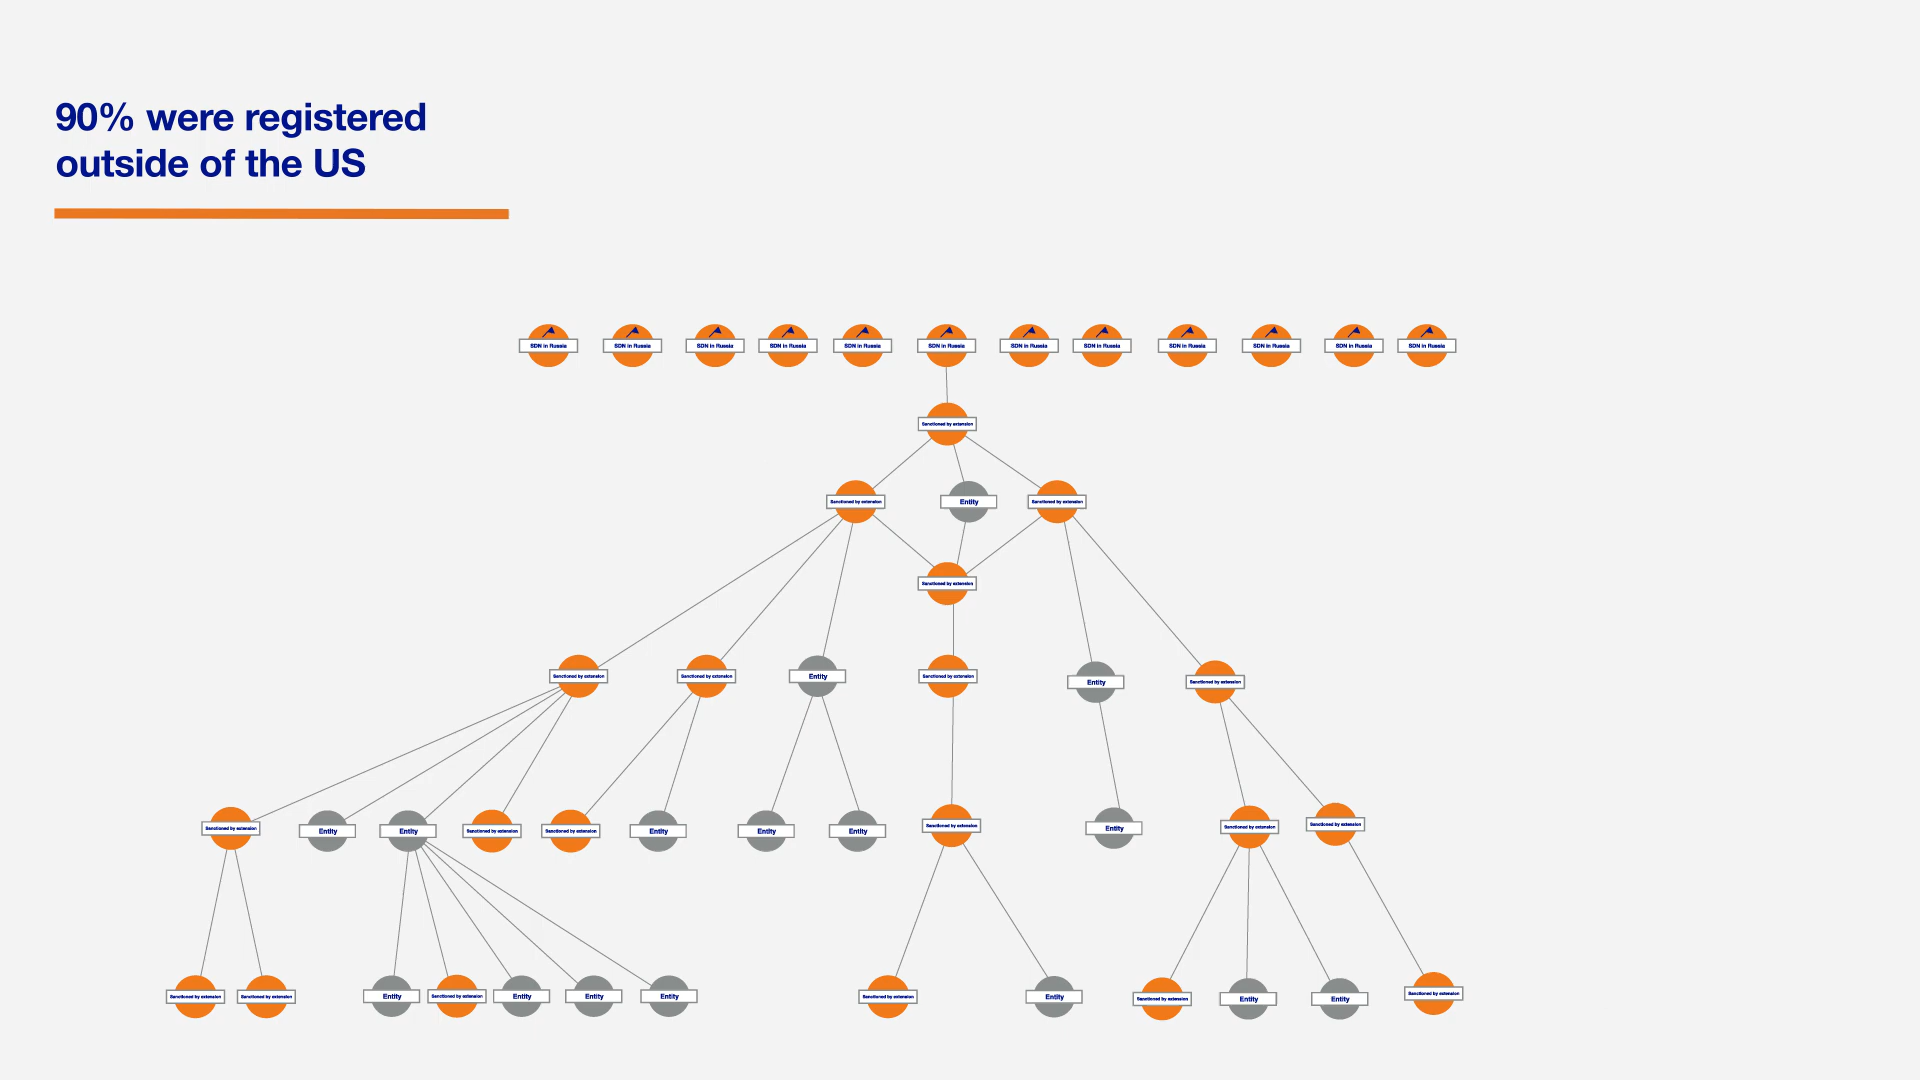 90% were registered
outside of the US
SDN in Russia
SDN in Russia
SDN in Russia
SDN in Russia
SDN in Russia
SDN in Russia
SDN in Russia
SDN in Russia
SDN in Russia
SDN in Russia
SDN in Russia
SDN in Russia
Sanctioned by extension
Sanctioned by extension
Entity
Sanctioned by extension
Sanctioned by extension
Sanctioned by extension
Sanctioned by extension
Entity
Sanctioned by extension
Entity
Sanctioned by extension
Sanctioned by extension
Entity
Entity
Sanctioned by extension
Sanctioned by extension
Entity
Entity
Entity
Sanctioned by extension
Entity
Sanctioned by extension
Sanctioned by extension
Sanctioned by extension
Sanctioned by extension
Entity
Sanctioned by extension
Entity
Entity
Entity
Sanctioned by extension
Entity
Sanctioned by extension
Entity
Entity
Sanctioned by extension